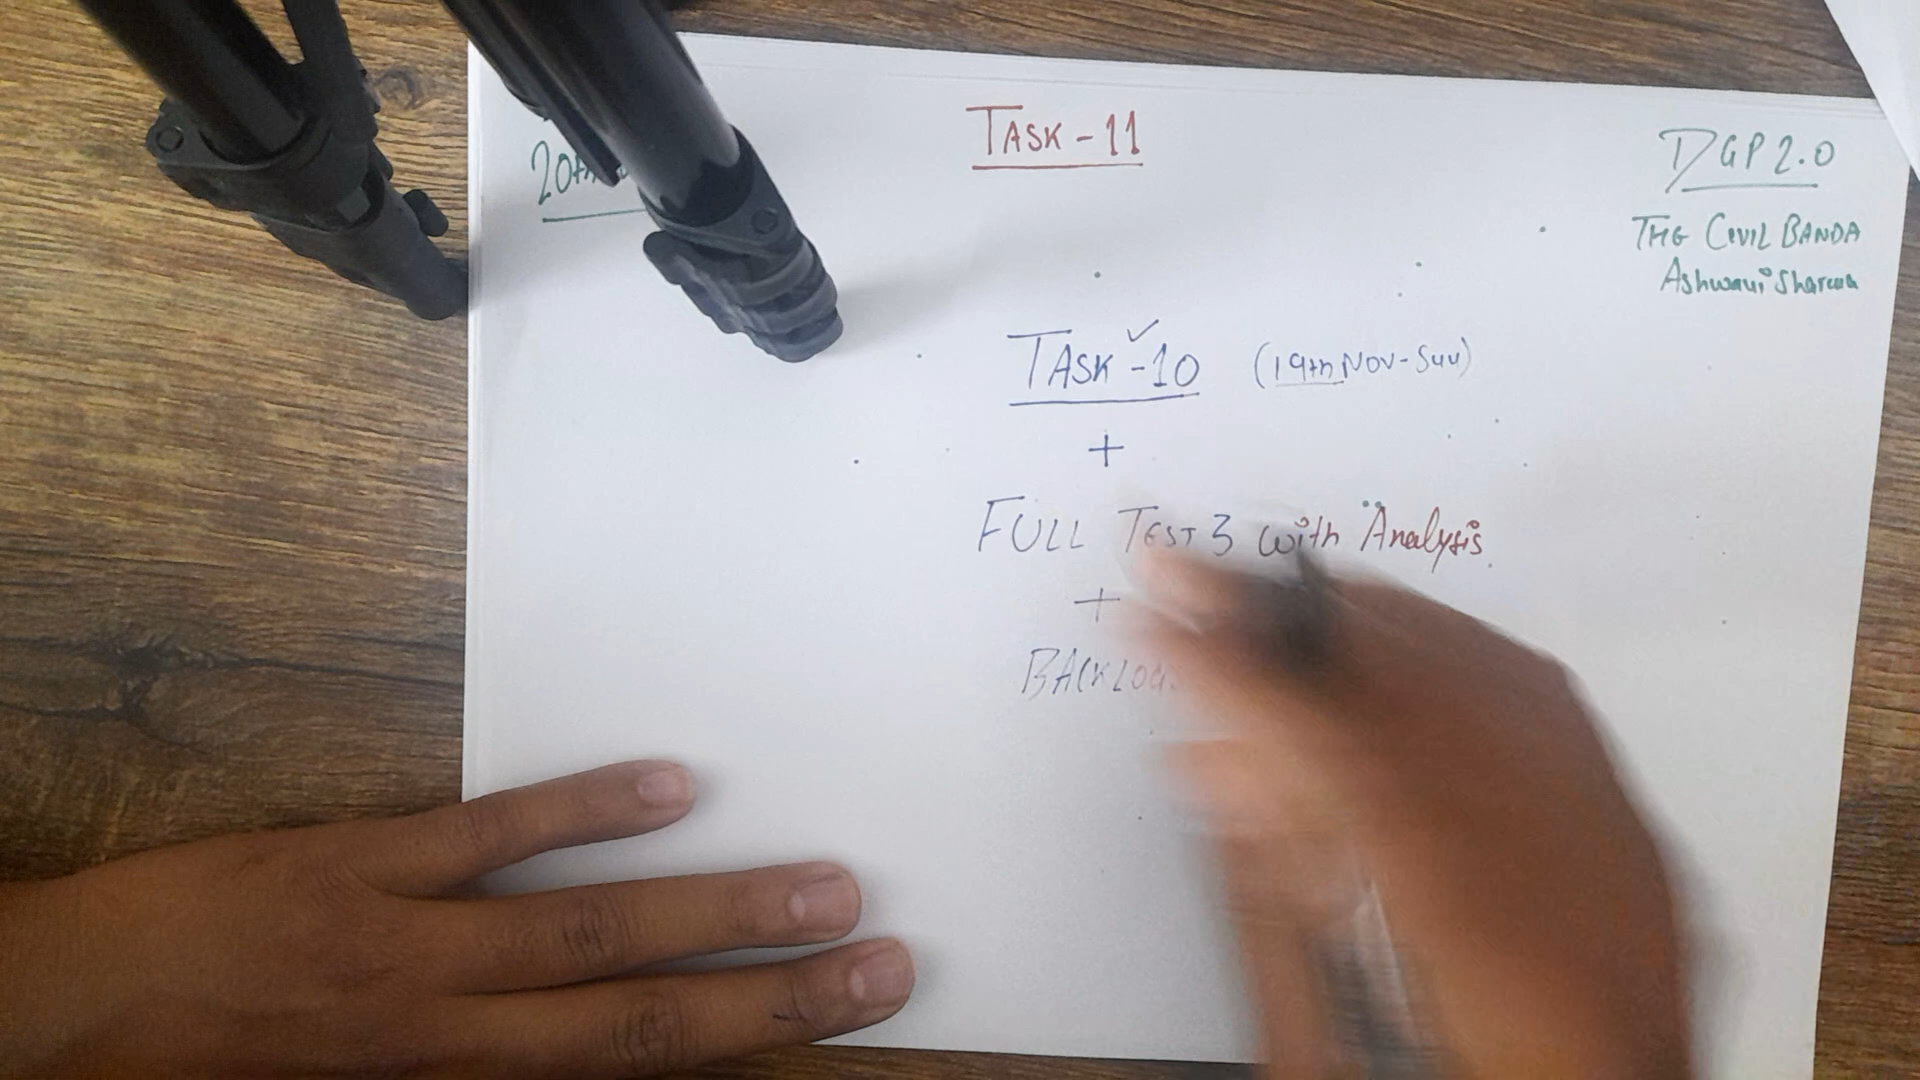 TASK - 11
20th
DGP 2.0
THE CIVIL BANDA
Ashwani Sharma
TASK - 10 (19th Nov - Sun)
+
FULL TEST 3 with Analysis.
+
BACKLOG